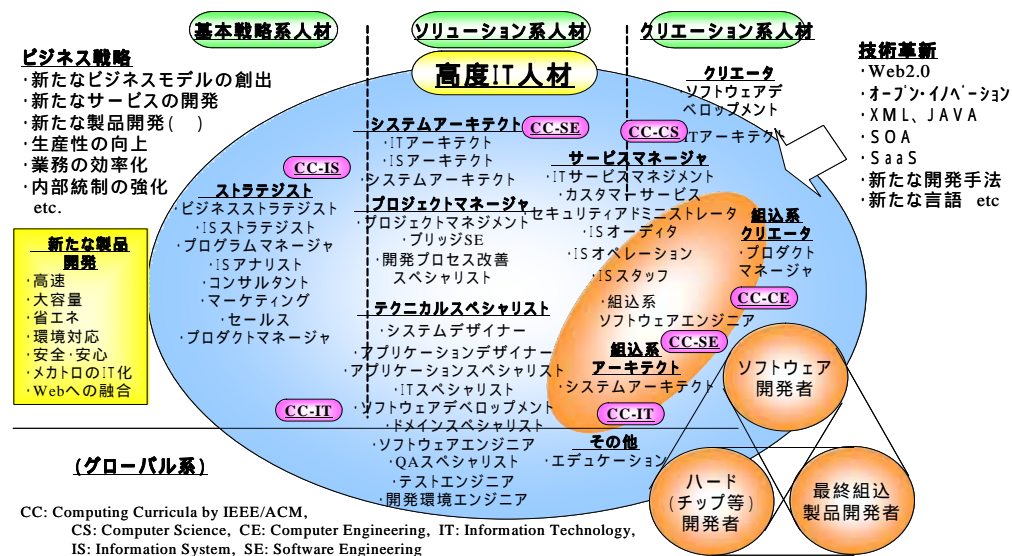 基本戦略系人材
ソリューション系人材
クリエーション系人材
高度IT人材
ビジネス戦略
・新たなビジネスモデルの創出
・新たなサービスの開発
・新たな製品開発( )
・生産性の向上
・業務の効率化
・内部統制の強化
etc.
新たな製品
開発
・高速
・大容量
・省エネ
・環境対応
・安全・安心
・メカトロのIT化
・Webへの融合
CC-IS
ストラテジスト
・ビジネスストラテジスト
・ISストラテジスト
・プログラムマネージャ
・ISアナリスト
・コンサルタント
・マーケティング
・セールス
・プロダクトマネージャ
CC-IT
システムアーキテクト
CC-SE
・ITアーキテクト
・ISアーキテクト
・システムアーキテクト
プロジェクトマネージャ
・プロジェクトマネジメント
・ブリッジSE
・開発プロセス改善
スペシャリスト
テクニカルスペシャリスト
・システムデザイナー
・アプリケーションデザイナー
・アプリケーションスペシャリスト
・ITスペシャリスト
・ソフトウェアデベロップメント
・ドメインスペシャリスト
・ソフトウェアエンジニア
・QAスペシャリスト
・テストエンジニア
・開発環境エンジニア
クリエータ
・ソフトウェアデ
ベロップメント
CC-CS
ITアーキテクト
サービスマネージャ
・ITサービスマネジメント
・カスタマーサービス
・セキュリティアドミニストレータ
・ISオーディタ
・ISオペレーション
・ISスタッフ
・組込系
ソフトウェアエンジニア
組込系
クリエータ
・プロダクト
マネージャ
CC-CE
CC-SE
組込系
アーキテクト
・システムアーキテクト
CC-IT
その他
・エデュケーション
技術革新
・Web2.0
・オープン・イノベーション
・XML、JAVA
・SOA
・SaaS
・新たな開発手法
・新たな言語 etc
ソフトウェア
開発者
ハード
(チップ等)
開発者
最終組込
製品開発者
(グローバル系)
CC: Computing Curricula by IEEE/ACM,
CS: Computer Science, CE: Computer Engineering, IT: Information Technology,
IS: Information System, SE: Software Engineering